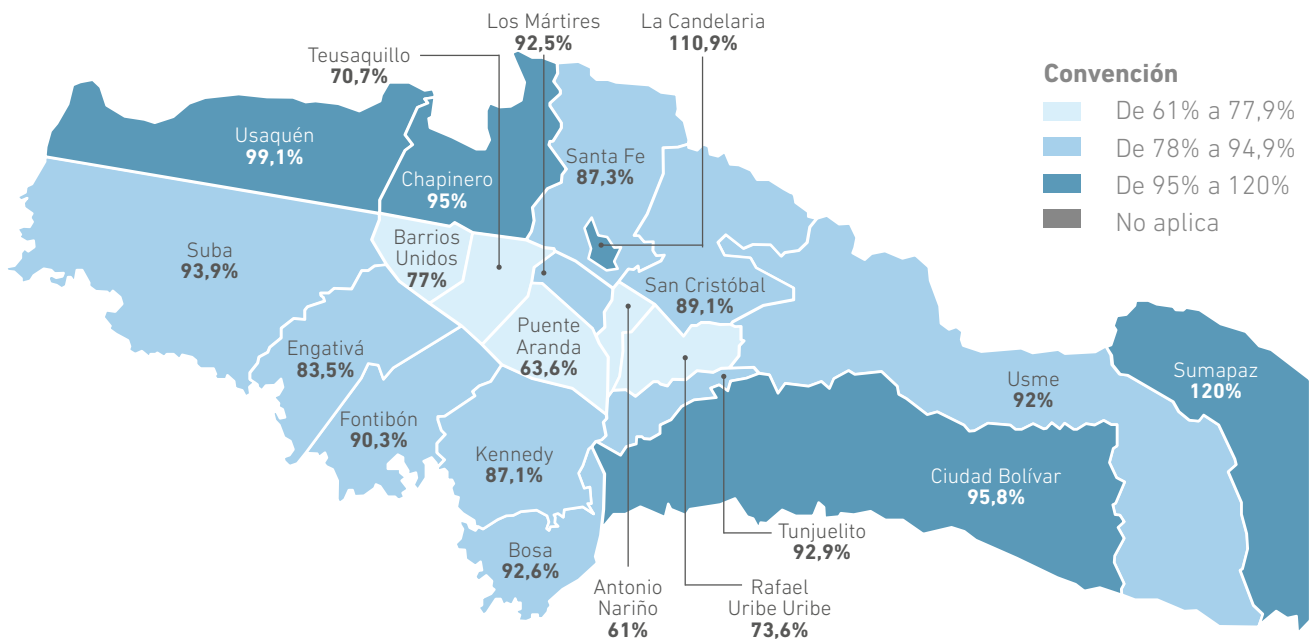 Los Mártires
92,5%
La Candelaria
110,9%
Teusaquillo
70,7%
Convención
De 61% a 77,9%
De 78% a 94,9%
De 95% a 120%
No aplica
Usaquén
99,1%
Chapinero
95%
Santa Fe
87,3%
Suba
93,9%
Barrios
Unidos
77%
San Cristóbal
89,1%
Puente
Aranda
63,6%
Engativá
83,5%
Fontibón
90,3%
Usme
92%
Sumapaz
120%
Kennedy
87,1%
Ciudad Bolívar
95,8%
Bosa
92,6%
Tunjuelito
92,9%
Antonio
Nariño
61%
Rafael
Uribe Uribe
73,6%